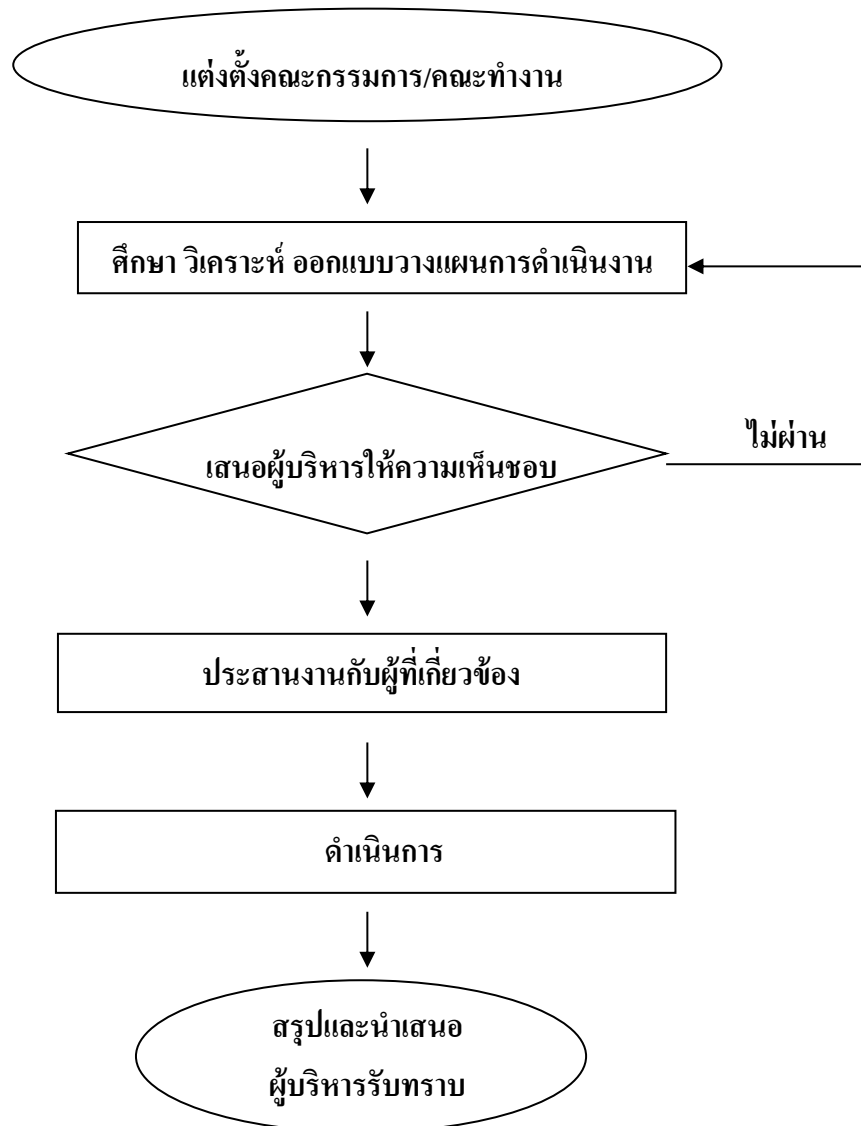 แต่งตั้งคณะกรรมการ/คณะทำงาน
ศึกษา วิเคราะห์ ออกแบบวางแผนการดำเนินงาน
ไม่ผ่าน
เสนอผู้บริหารให้ความเห็นชอบ
ประสานงานกับผู้ที่เกี่ยวข้อง
ดำเนินการ
สรุปและนำเสนอ
ผู้บริหารรับทราบ